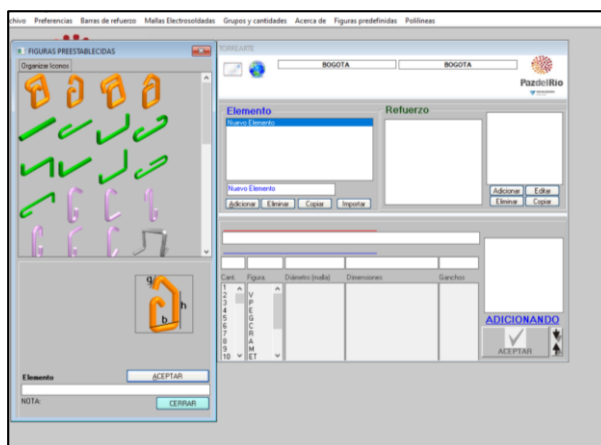 chivo Preferencias Barras de refuerzo Mallas Electrosoldadas Grupos y cantidades Acerca de Figuras predefinidas Polilíneas
FIGURAS PREESTABLECIDAS
Organizar Iconos
g
h
b
Elemento
ACEPTAR
NOTA:
CERRAR
BOGOTA BOGOTA
PazdelRio
Elemento
Nuevo Elemento
Nuevo Elemento
Adicionar Eliminar Copiar Importar
Refuerzo
Adicionar Editar
Eliminar Copiar
Cant. Figura. Diámetro (malla) Dimensiones Ganchos
1
2 V
3 P
4 E
5 G
6 C
7 R
8 A
9 M
10 ET
ADICIONANDO
ACEPTAR